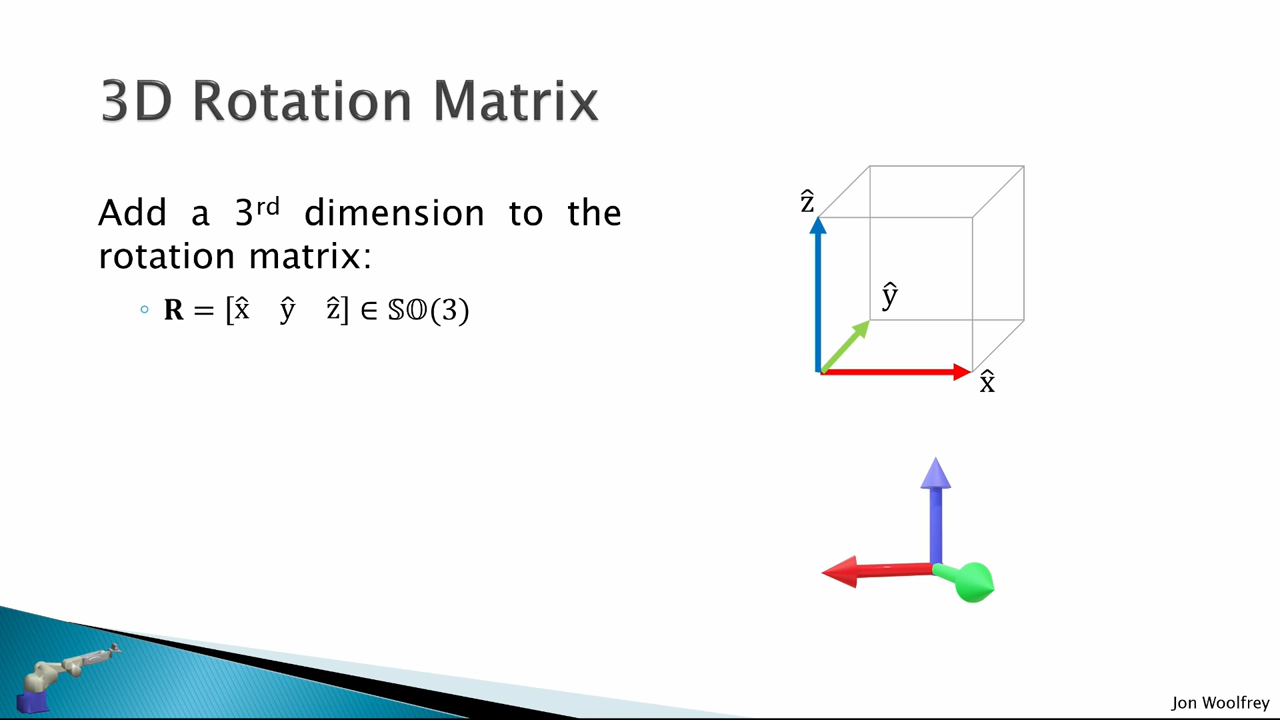 3D Rotation Matrix
Add a 3rd dimension to the
rotation matrix:
◦ 𝐑 = [x̂ ŷ ẑ] ∈ 𝕊𝕆(3)
ẑ
ŷ
x̂
Jon Woolfrey